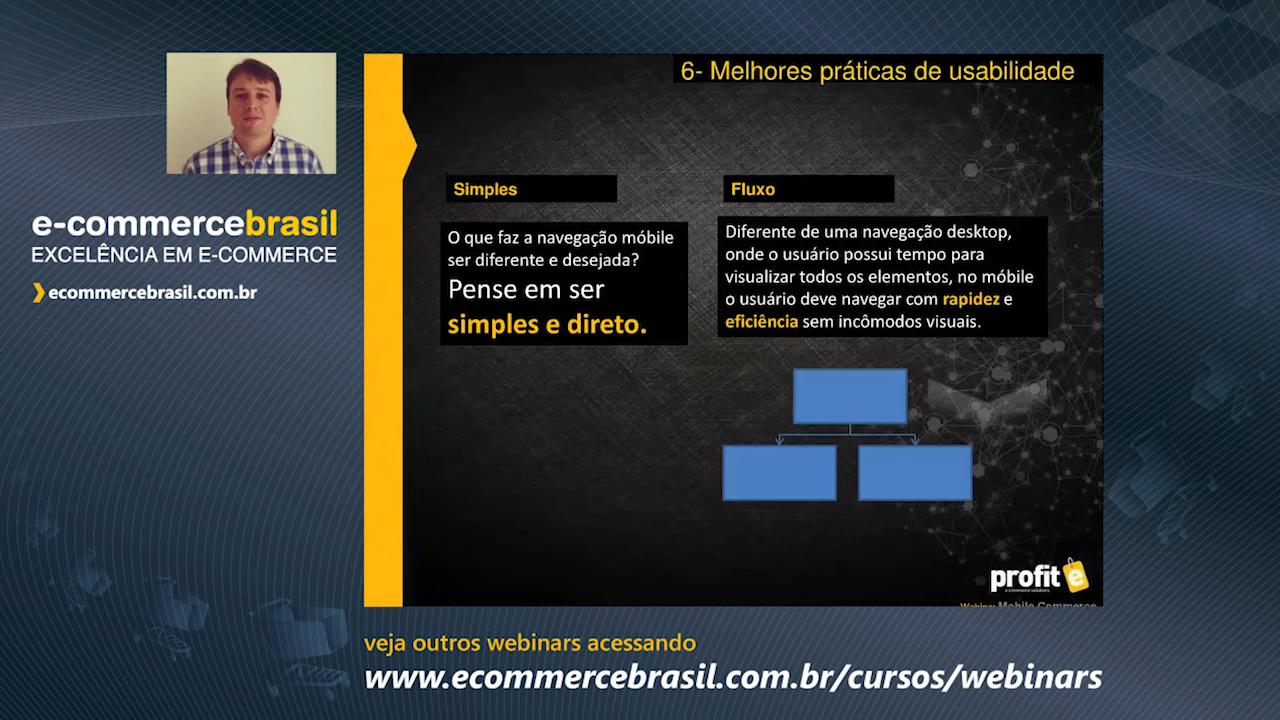 e-commercebrasil
EXCELÊNCIA EM E-COMMERCE
ecommercebrasil.com.br
6- Melhores práticas de usabilidade
Simples
O que faz a navegação móbile
ser diferente e desejada?
Pense em ser
simples e direto.
Fluxo
Diferente de uma navegação desktop,
onde o usuário possui tempo para
visualizar todos os elementos, no móbile
o usuário deve navegar com rapidez e
eficiência sem incômodos visuais.
profit e
e-commerce solutions
Webinar Mobile Commerce
veja outros webinars acessando
www.ecommercebrasil.com.br/cursos/webinars